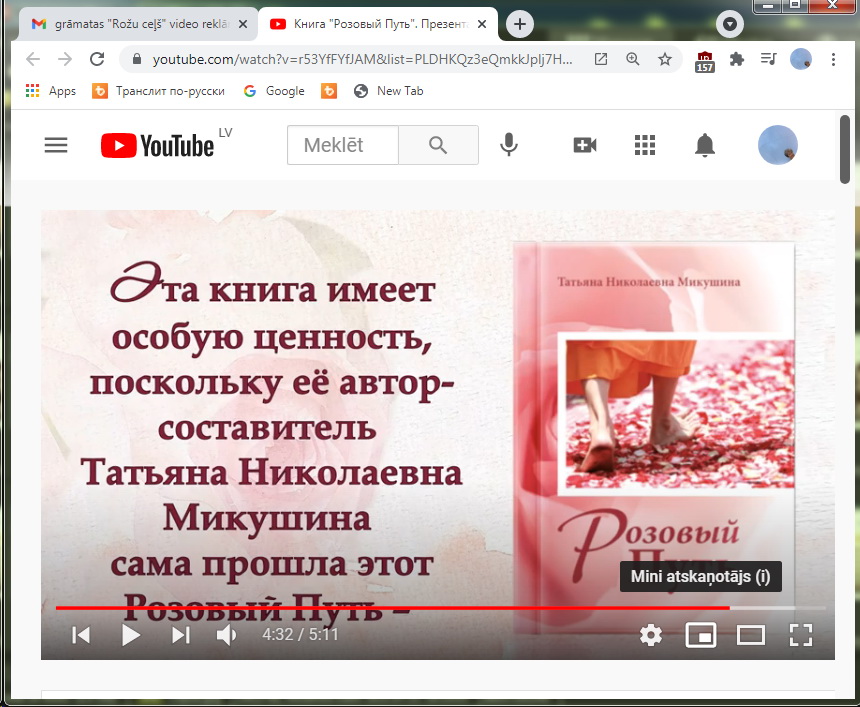 grāmatas "Rožu ceļš" video reklā
Книга "Розовый Путь". Презента
youtube.com/watch?v=r53YfFYfJAM&list=PLDHKQz3eQmkkJpIj7H...
157
Apps
Транслит по-русски
Google
New Tab
YouTube LV
Meklēt
Эта книга имеет
особую ценность,
поскольку её автор-
составитель
Татьяна Николаевна
Микушина
сама прошла этот
Розовый Путь –
Татьяна Николаевна Микушина
Розовый
Путь
Mini atskaņotājs (i)
4:32 / 5:11